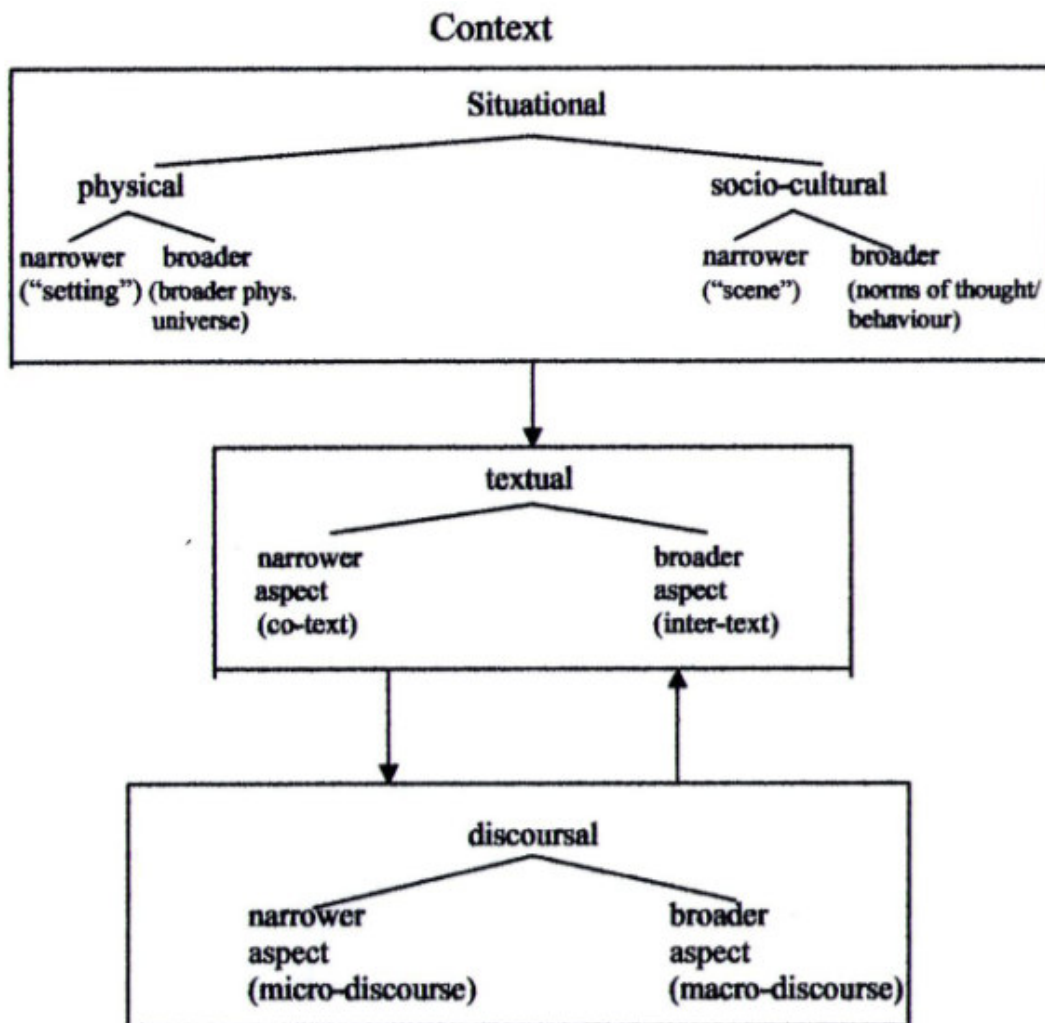 Context
Situational
physical socio-cultural
narrower broader narrower broader
(“setting”) (broader phys. (“scene”) (norms of thought/
universe) behaviour)
textual
narrower broader
aspect aspect
(co-text) (inter-text)
discoursal
narrower broader
aspect aspect
(micro-discourse) (macro-discourse)